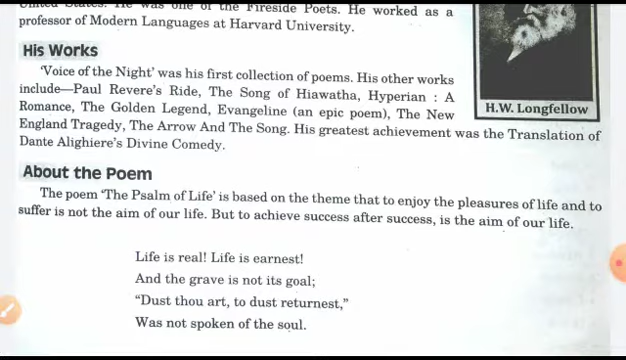 United States. He was one of the Fireside Poets. He worked as a
professor of Modern Languages at Harvard University.
His Works
'Voice of the Night' was his first collection of poems. His other works
include—Paul Revere's Ride, The Song of Hiawatha, Hyperian : A
Romance, The Golden Legend, Evangeline (an epic poem), The New
England Tragedy, The Arrow And The Song. His greatest achievement was the Translation of
Dante Alighiere's Divine Comedy.
H.W. Longfellow
About the Poem
The poem 'The Psalm of Life' is based on the theme that to enjoy the pleasures of life and to
suffer is not the aim of our life. But to achieve success after success, is the aim of our life.
Life is real! Life is earnest!
And the grave is not its goal;
"Dust thou art, to dust returnest,"
Was not spoken of the soul.